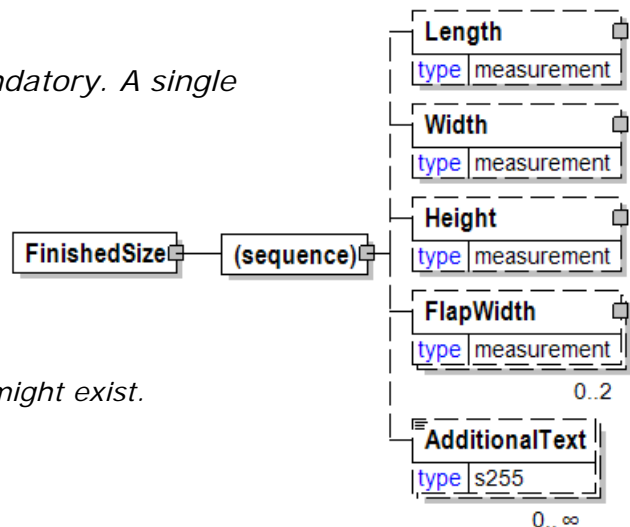 Length
type measurement
ndatory. A single
Width
type measurement
Height
type measurement
FinishedSize (sequence)
FlapWidth
type measurement
0..2
might exist.
AdditionalText
type s255
0..∞